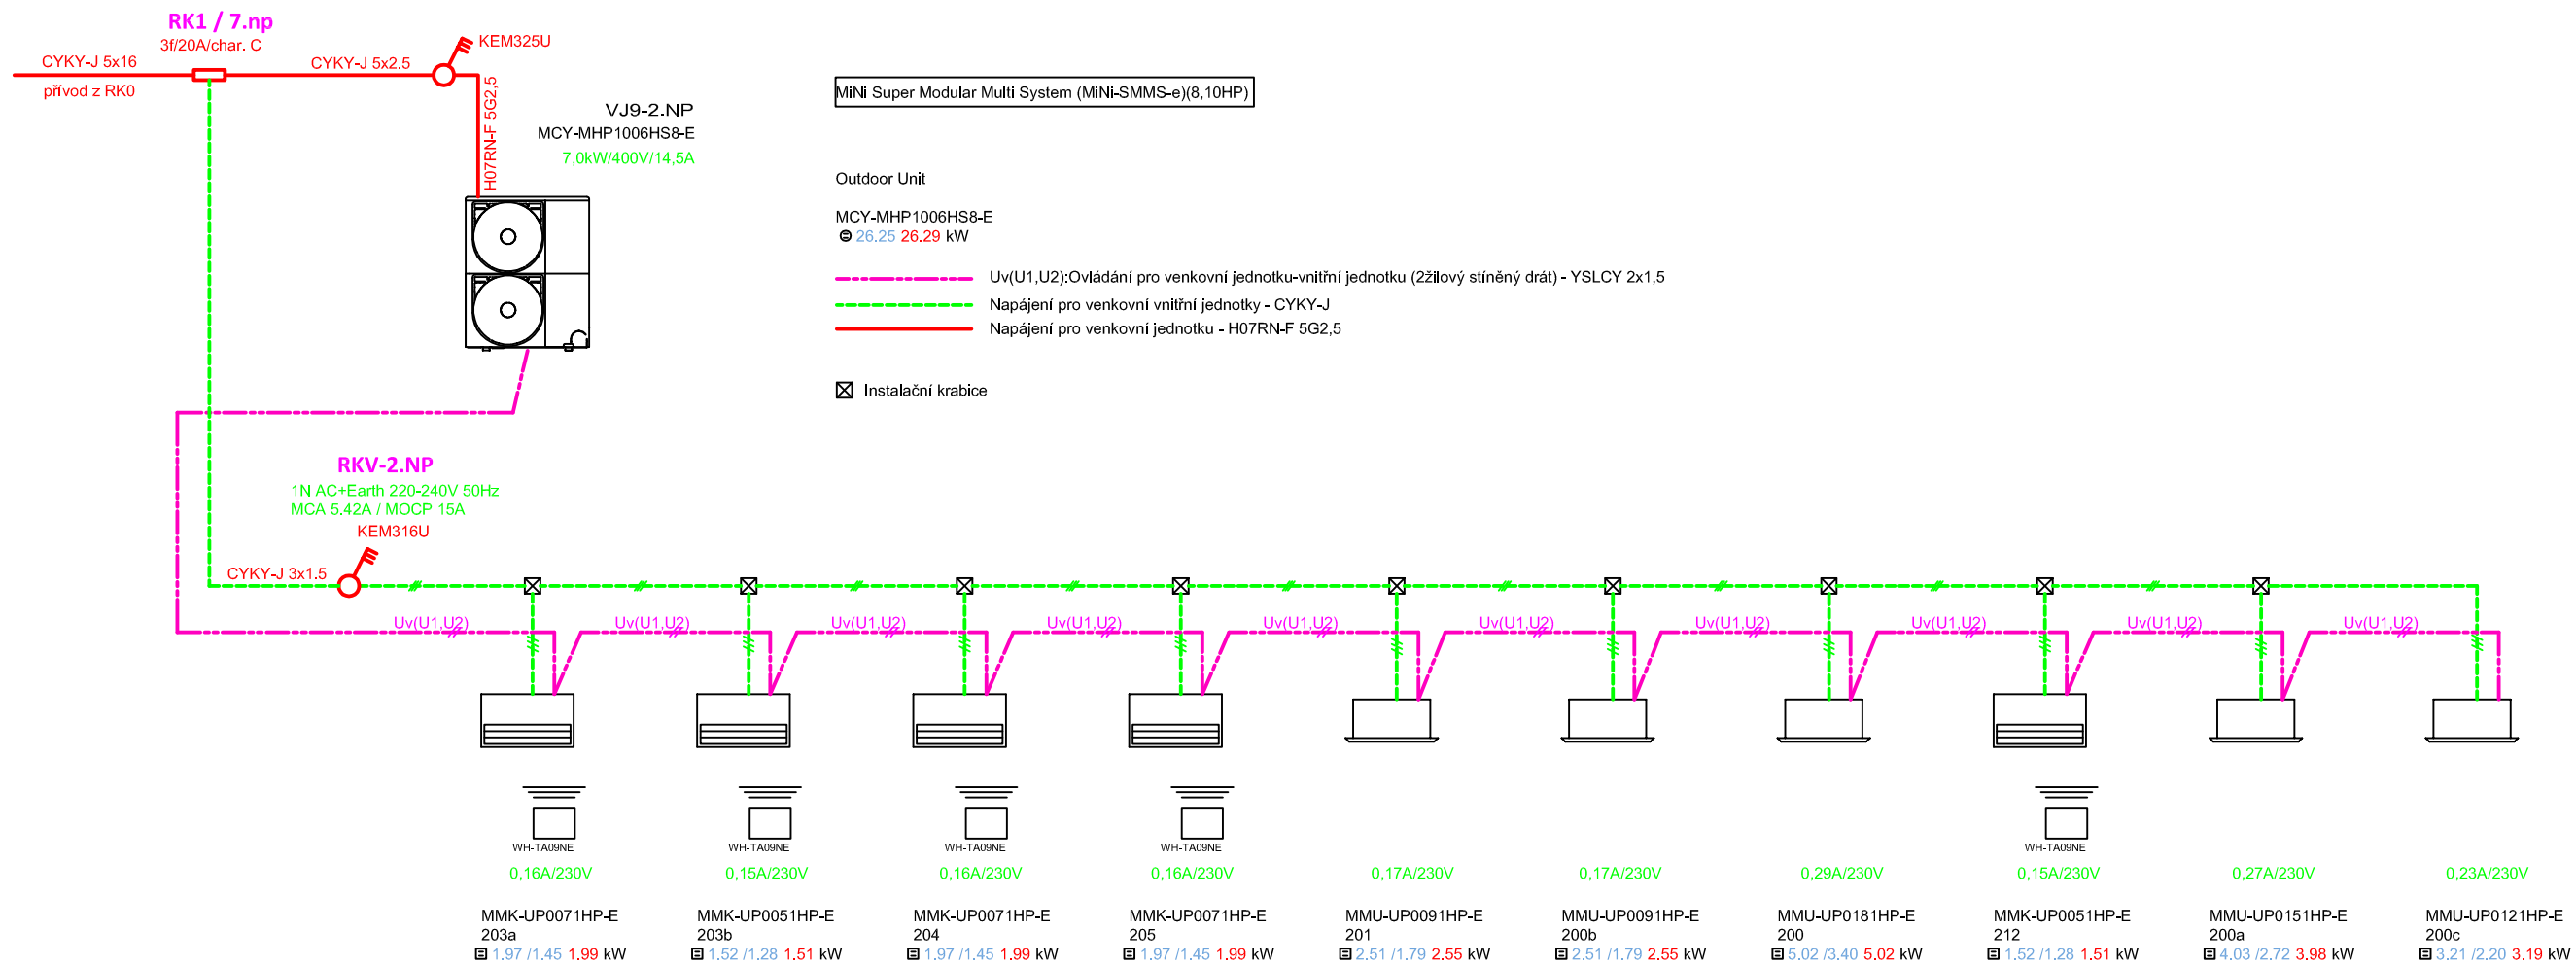 RK1 / 7.np
3f/20A/char. C
CYKY-J 5x16
přívod z RK0
CYKY-J 5x2.5
KEM325U
H07RN-F 5G2,5
VJ9-2.NP
MCY-MHP1006HS8-E
7,0kW/400V/14,5A
MiNi Super Modular Multi System (MiNi-SMMS-e)(8,10HP)
Outdoor Unit
MCY-MHP1006HS8-E
26.25 26.29 kW
Uv(U1,U2):Ovládání pro venkovní jednotku-vnitřní jednotku (2žilový stíněný drát) - YSLCY 2x1,5
Napájení pro venkovní vnitřní jednotky - CYKY-J
Napájení pro venkovní jednotku - H07RN-F 5G2,5
Instalační krabice
RKV-2.NP
1N AC+Earth 220-240V 50Hz
MCA 5.42A / MOCP 15A
KEM316U
CYKY-J 3x1.5
Uv(U1,U2)
Uv(U1,U2)
Uv(U1,U2)
Uv(U1,U2)
Uv(U1,U2)
Uv(U1,U2)
Uv(U1,U2)
Uv(U1,U2)
Uv(U1,U2)
Uv(U1,U2)
WH-TA09NE
0,16A/230V
MMK-UP0071HP-E
203a
1.97 /1.45 1.99 kW
WH-TA09NE
0,15A/230V
MMK-UP0051HP-E
203b
1.52 /1.28 1.51 kW
WH-TA09NE
0,16A/230V
MMK-UP0071HP-E
204
1.97 /1.45 1.99 kW
WH-TA09NE
0,16A/230V
MMK-UP0071HP-E
205
1.97 /1.45 1.99 kW
0,17A/230V
MMU-UP0091HP-E
201
2.51 /1.79 2.55 kW
0,17A/230V
MMU-UP0091HP-E
200b
2.51 /1.79 2.55 kW
0,29A/230V
MMU-UP0181HP-E
200
5.02 /3.40 5.02 kW
WH-TA09NE
0,15A/230V
MMK-UP0051HP-E
212
1.52 /1.28 1.51 kW
0,27A/230V
MMU-UP0151HP-E
200a
4.03 /2.72 3.98 kW
0,23A/230V
MMU-UP0121HP-E
200c
3.21 /2.20 3.19 kW